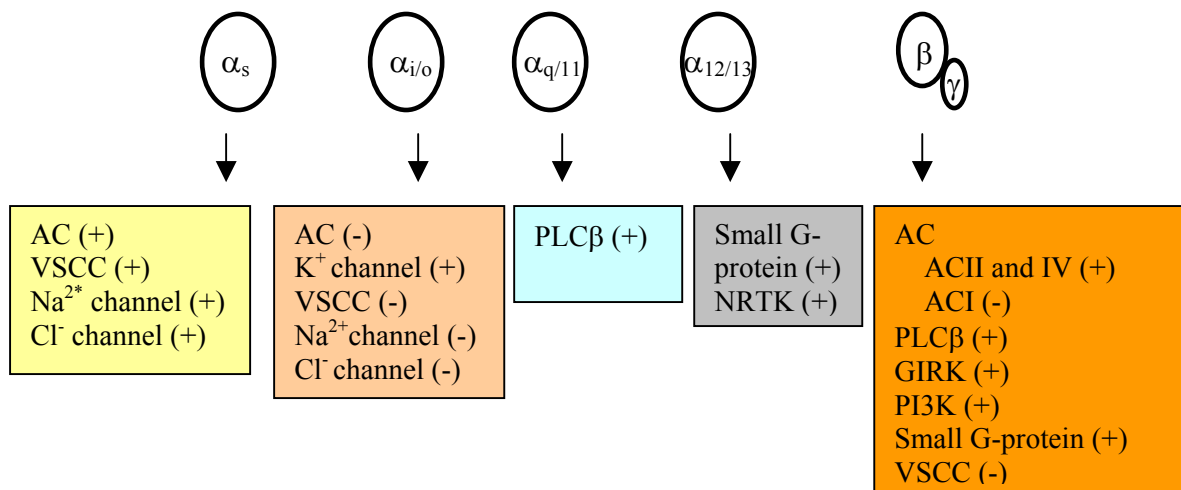 αs
αi/o
αq/11
α12/13
β
γ
AC (+)
VSCC (+)
Na2* channel (+)
Cl- channel (+)
AC (-)
K+ channel (+)
VSCC (-)
Na2+channel (-)
Cl- channel (-)
PLCβ (+)
Small G-
protein (+)
NRTK (+)
AC
ACII and IV (+)
ACI (-)
PLCβ (+)
GIRK (+)
PI3K (+)
Small G-protein (+)
VSCC (-)